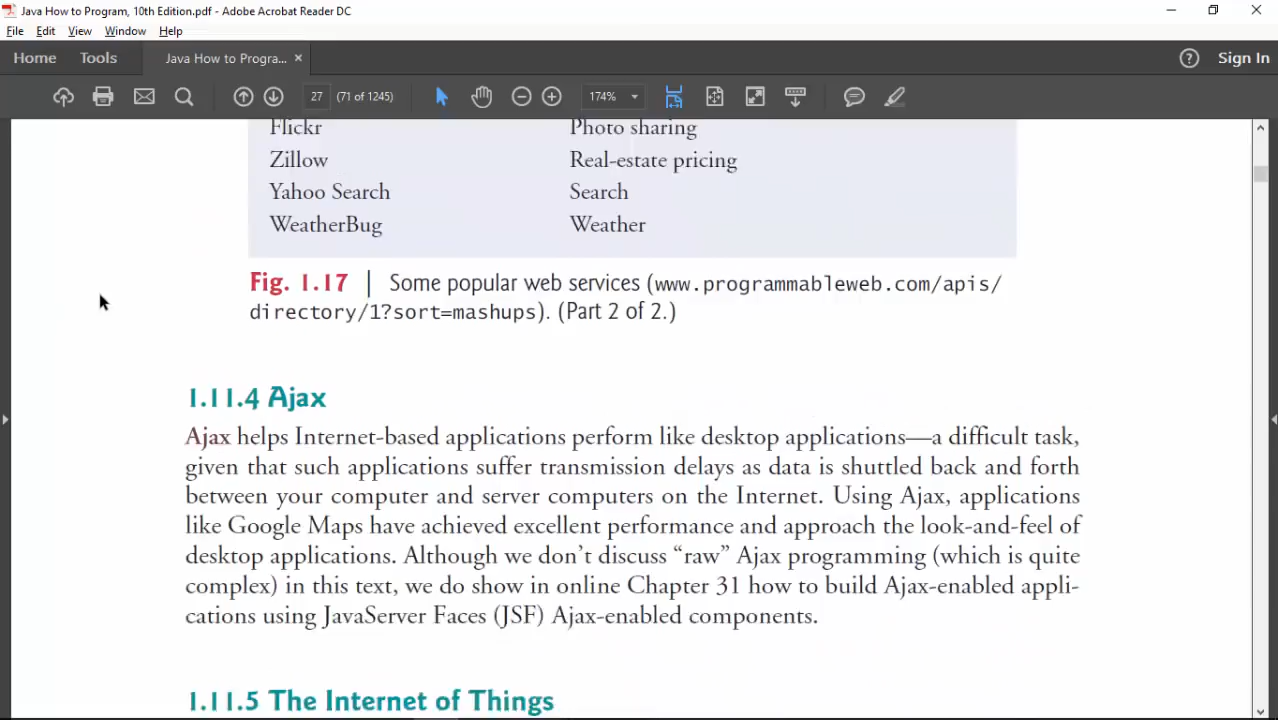 Java How to Program, 10th Edition.pdf - Adobe Acrobat Reader DC
File Edit View Window Help
Home Tools Java How to Progra... × Sign In
27 (71 of 1245) 174%
Flickr Photo sharing
Zillow Real-estate pricing
Yahoo Search Search
WeatherBug Weather
Fig. 1.17 | Some popular web services (www.programmableweb.com/apis/
directory/1?sort=mashups). (Part 2 of 2.)
1.11.4 Ajax
Ajax helps Internet-based applications perform like desktop applications—a difficult task,
given that such applications suffer transmission delays as data is shuttled back and forth
between your computer and server computers on the Internet. Using Ajax, applications
like Google Maps have achieved excellent performance and approach the look-and-feel of
desktop applications. Although we don’t discuss “raw” Ajax programming (which is quite
complex) in this text, we do show in online Chapter 31 how to build Ajax-enabled appli-
cations using JavaServer Faces (JSF) Ajax-enabled components.
1.11.5 The Internet of Things